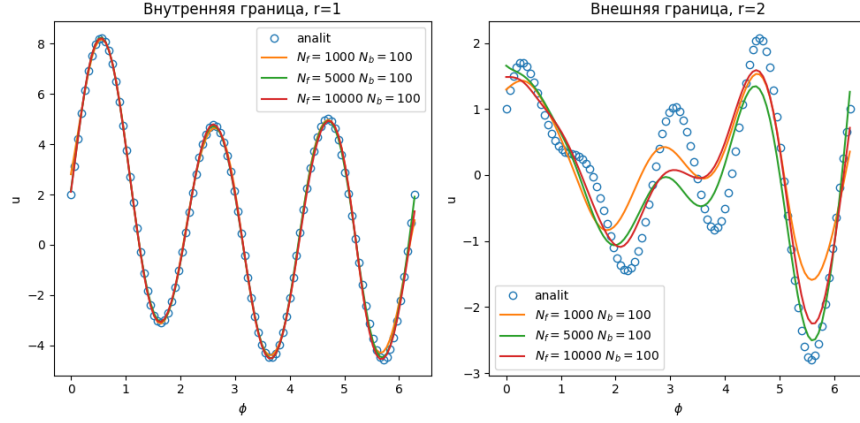 Внутренняя граница, r=1
analit
N_f = 1000 N_b = 100
N_f = 5000 N_b = 100
N_f = 10000 N_b = 100
8
6
4
2
0
−2
−4
u
0 1 2 3 4 5 6
ϕ
Внешняя граница, r=2
2
1
0
−1
−2
−3
u
analit
N_f = 1000 N_b = 100
N_f = 5000 N_b = 100
N_f = 10000 N_b = 100
0 1 2 3 4 5 6
ϕ